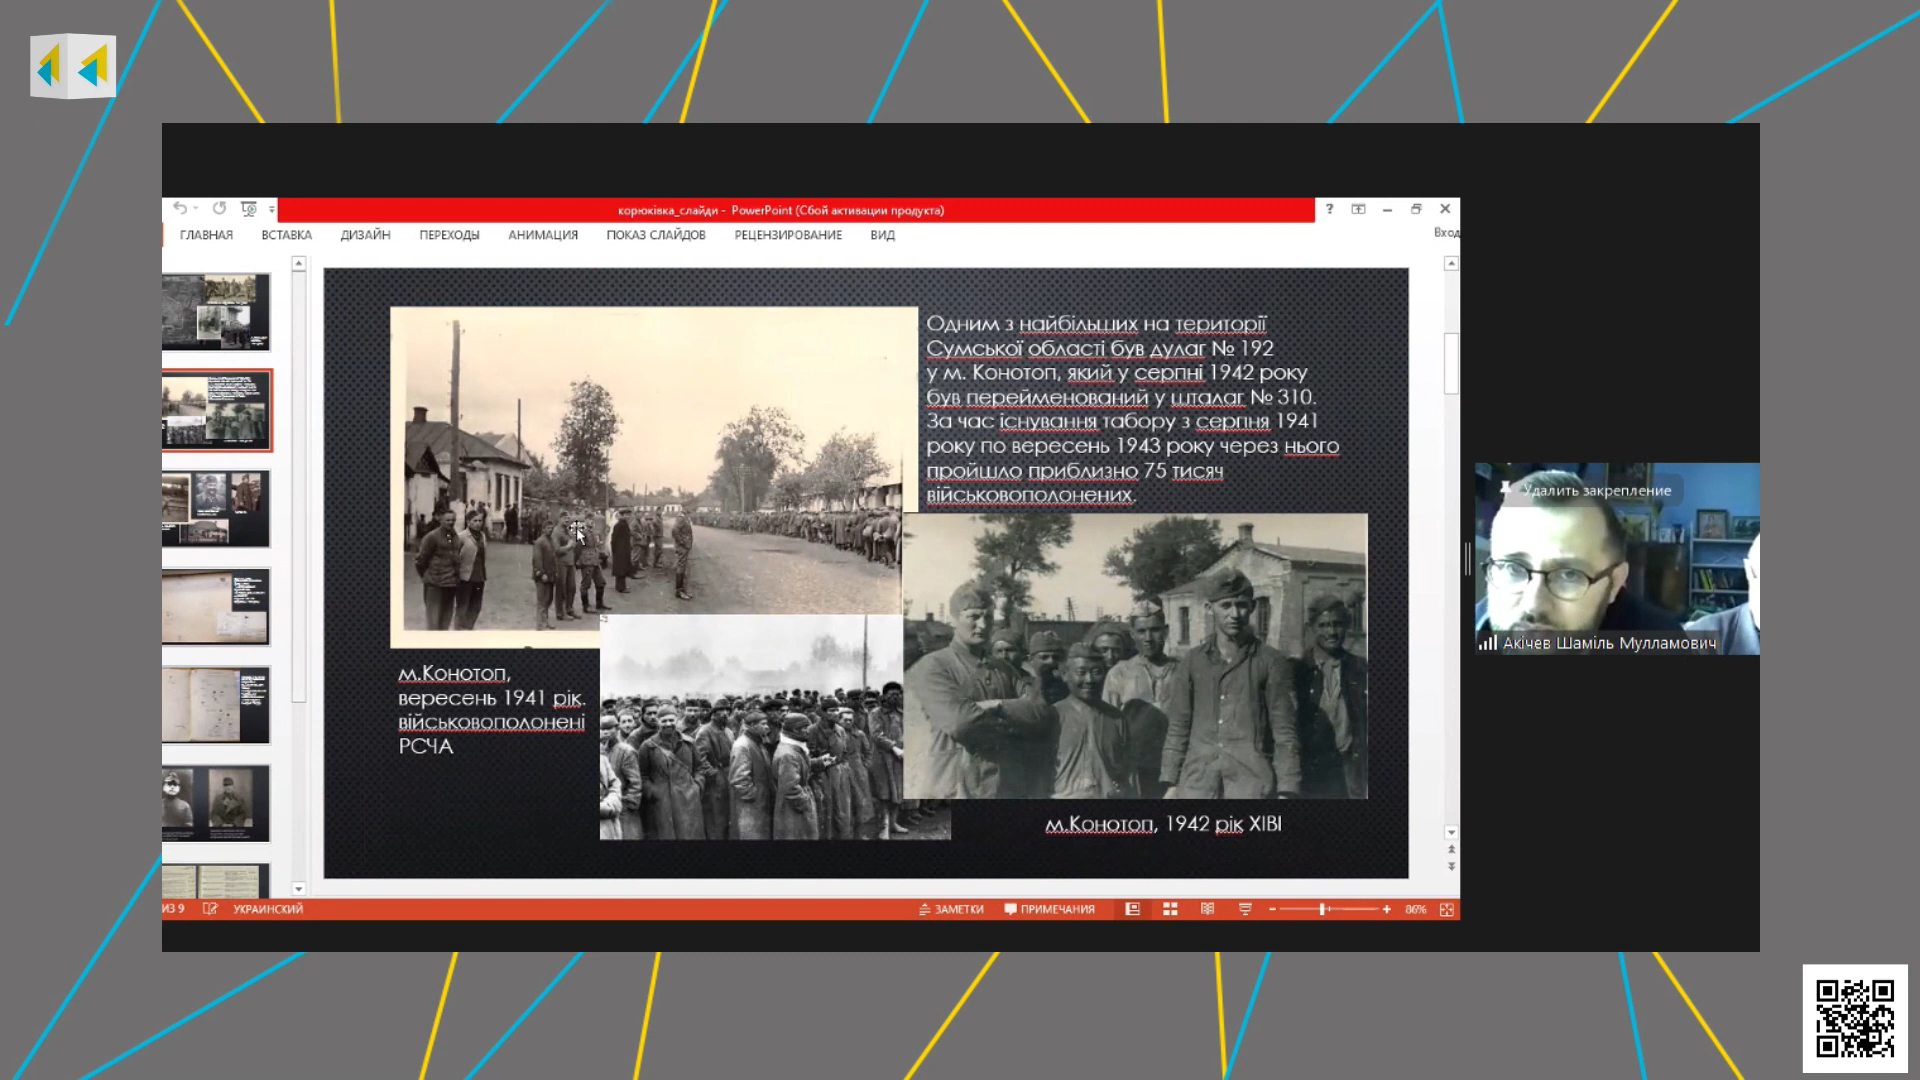 корюківка_слайди - PowerPoint (Сбой активации продукта)
?
Вход
ГЛАВНАЯ ВСТАВКА ДИЗАЙН ПЕРЕХОДЫ АНИМАЦИЯ ПОКАЗ СЛАЙДОВ РЕЦЕНЗИРОВАНИЕ ВИД
Одним з найбільших на території
Сумської області був дулаг № 192
у м. Конотоп, який у серпні 1942 року
був перейменований у шталаг № 310.
За час існування табору з серпня 1941
року по вересень 1943 року через нього
пройшло приблизно 75 тисяч
військовополонених.
м.Конотоп,
вересень 1941 рік.
військовополонені
РСЧА
м.Конотоп, 1942 рік ХІВІ
Удалить закрепление
Акічев Шаміль Мулламович
ИЗ 9 УКРАИНСКИЙ ЗАМЕТКИ ПРИМЕЧАНИЯ 86%